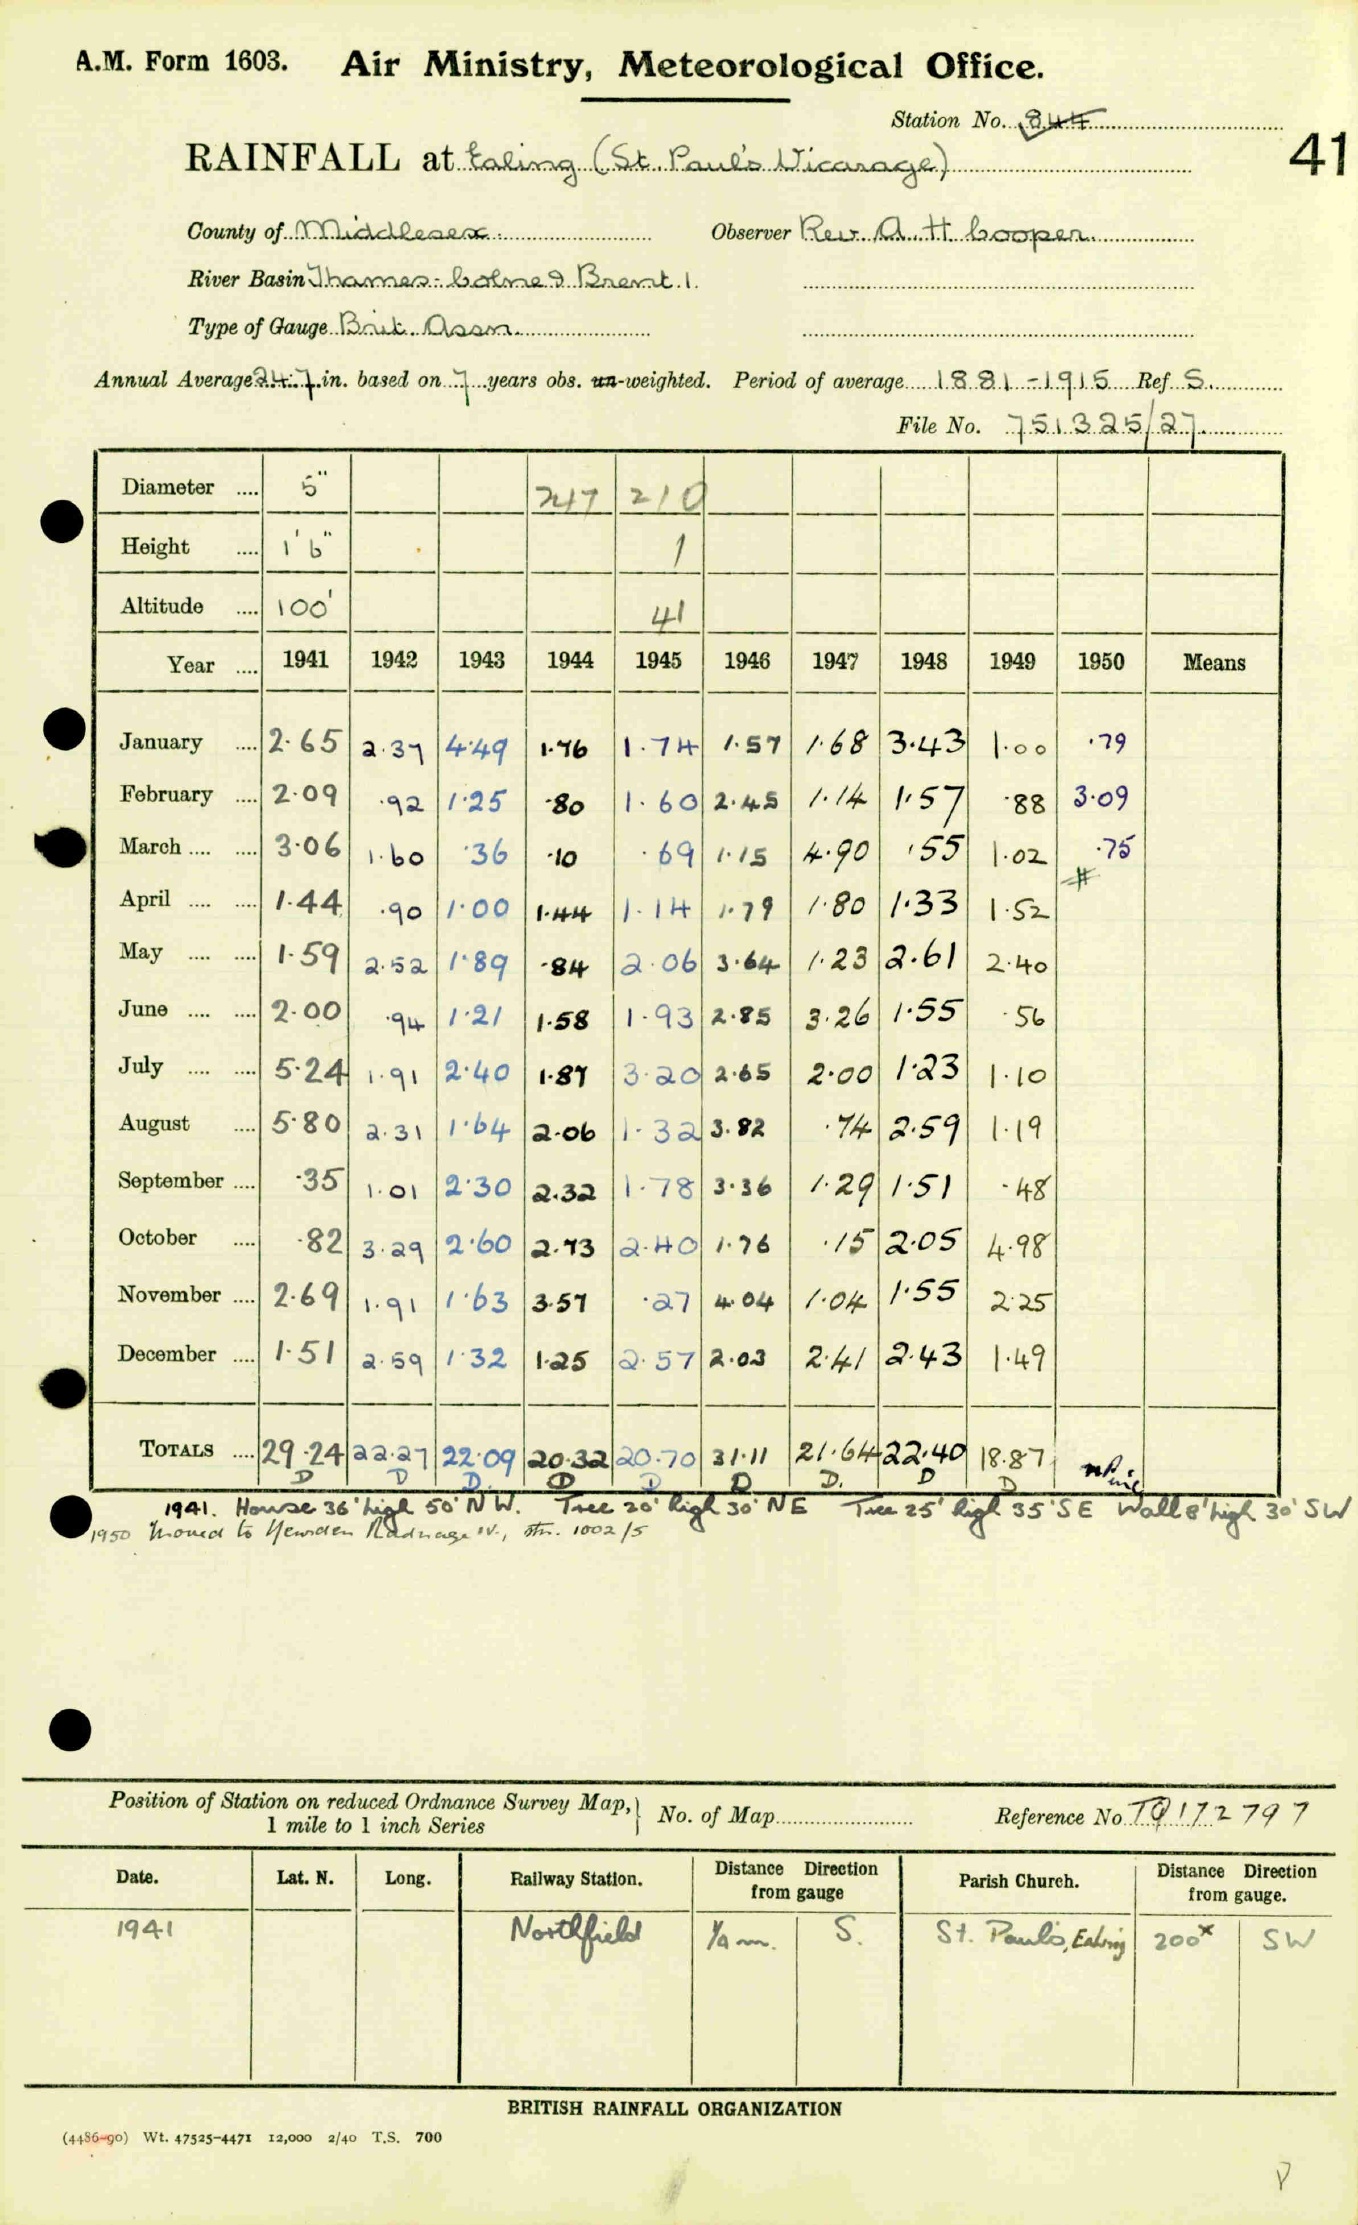 A.M. Form 1603. Air Ministry, Meteorological Office.
Station No. 844
41
RAINFALL at Ealing (St. Paul's Vicarage)
County of Middlesex. Observer Rev. A. H. Cooper.
River Basin Thames-Colne & Brent 1.
Type of Gauge Brit. Assn.
Annual Average 24.7 in. based on 7 years obs. un-weighted. Period of average 1881-1915 Ref S.
File No. 751325/27
Diameter .... 5" 247 210
Height .... 1'6" 1
Altitude .... 100' 41
Year .... 1941 1942 1943 1944 1945 1946 1947 1948 1949 1950 Means
January .... 2.65 2.37 4.49 1.76 1.74 1.57 1.68 3.43 1.00 .79
February .... 2.09 .92 1.25 .80 1.60 2.45 1.14 1.57 .88 3.09
March .... .... 3.06 1.60 .36 .10 .69 1.15 4.90 .55 1.02 .75
April .... .... 1.44 .90 1.00 1.44 1.14 1.79 1.80 1.33 1.52 #
May .... .... 1.59 2.52 1.89 .84 2.06 3.64 1.23 2.61 2.40
June .... .... 2.00 .94 1.21 1.58 1.93 2.85 3.26 1.55 .56
July .... .... 5.24 1.91 2.40 1.87 3.20 2.65 2.00 1.23 1.10
August .... 5.80 2.31 1.64 2.06 1.32 3.82 .74 2.59 1.19
September .... .35 1.01 2.30 2.32 1.78 3.36 1.29 1.51 .48
October .... .82 3.29 2.60 2.73 2.40 1.76 .15 2.05 4.98
November .... 2.69 1.91 1.63 3.57 .27 4.04 1.04 1.55 2.25
December .... 1.51 2.59 1.32 1.25 2.57 2.03 2.41 2.43 1.49
TOTALS .... 29.24 22.27 22.09 20.32 20.70 31.11 21.64 22.40 18.87
D D D. D D D D. D D
1941. House 36' high 50' NW. Tree 20' high 30' NE Tree 25' high 35' SE Wall 8' high 30' SW
1950 Moved to Radnage Stn. 1002/5
Position of Station on reduced Ordnance Survey Map, 1 mile to 1 inch Series } No. of Map Reference No TQ 172797
Date. Lat. N. Long. Railway Station. Distance Direction from gauge Parish Church. Distance Direction from gauge.
1941 Northfield S. St. Paul's, Ealing 200x SW
BRITISH RAINFALL ORGANIZATION
(4486-90) Wt. 47525-4471 12,000 2/40 T.S. 700